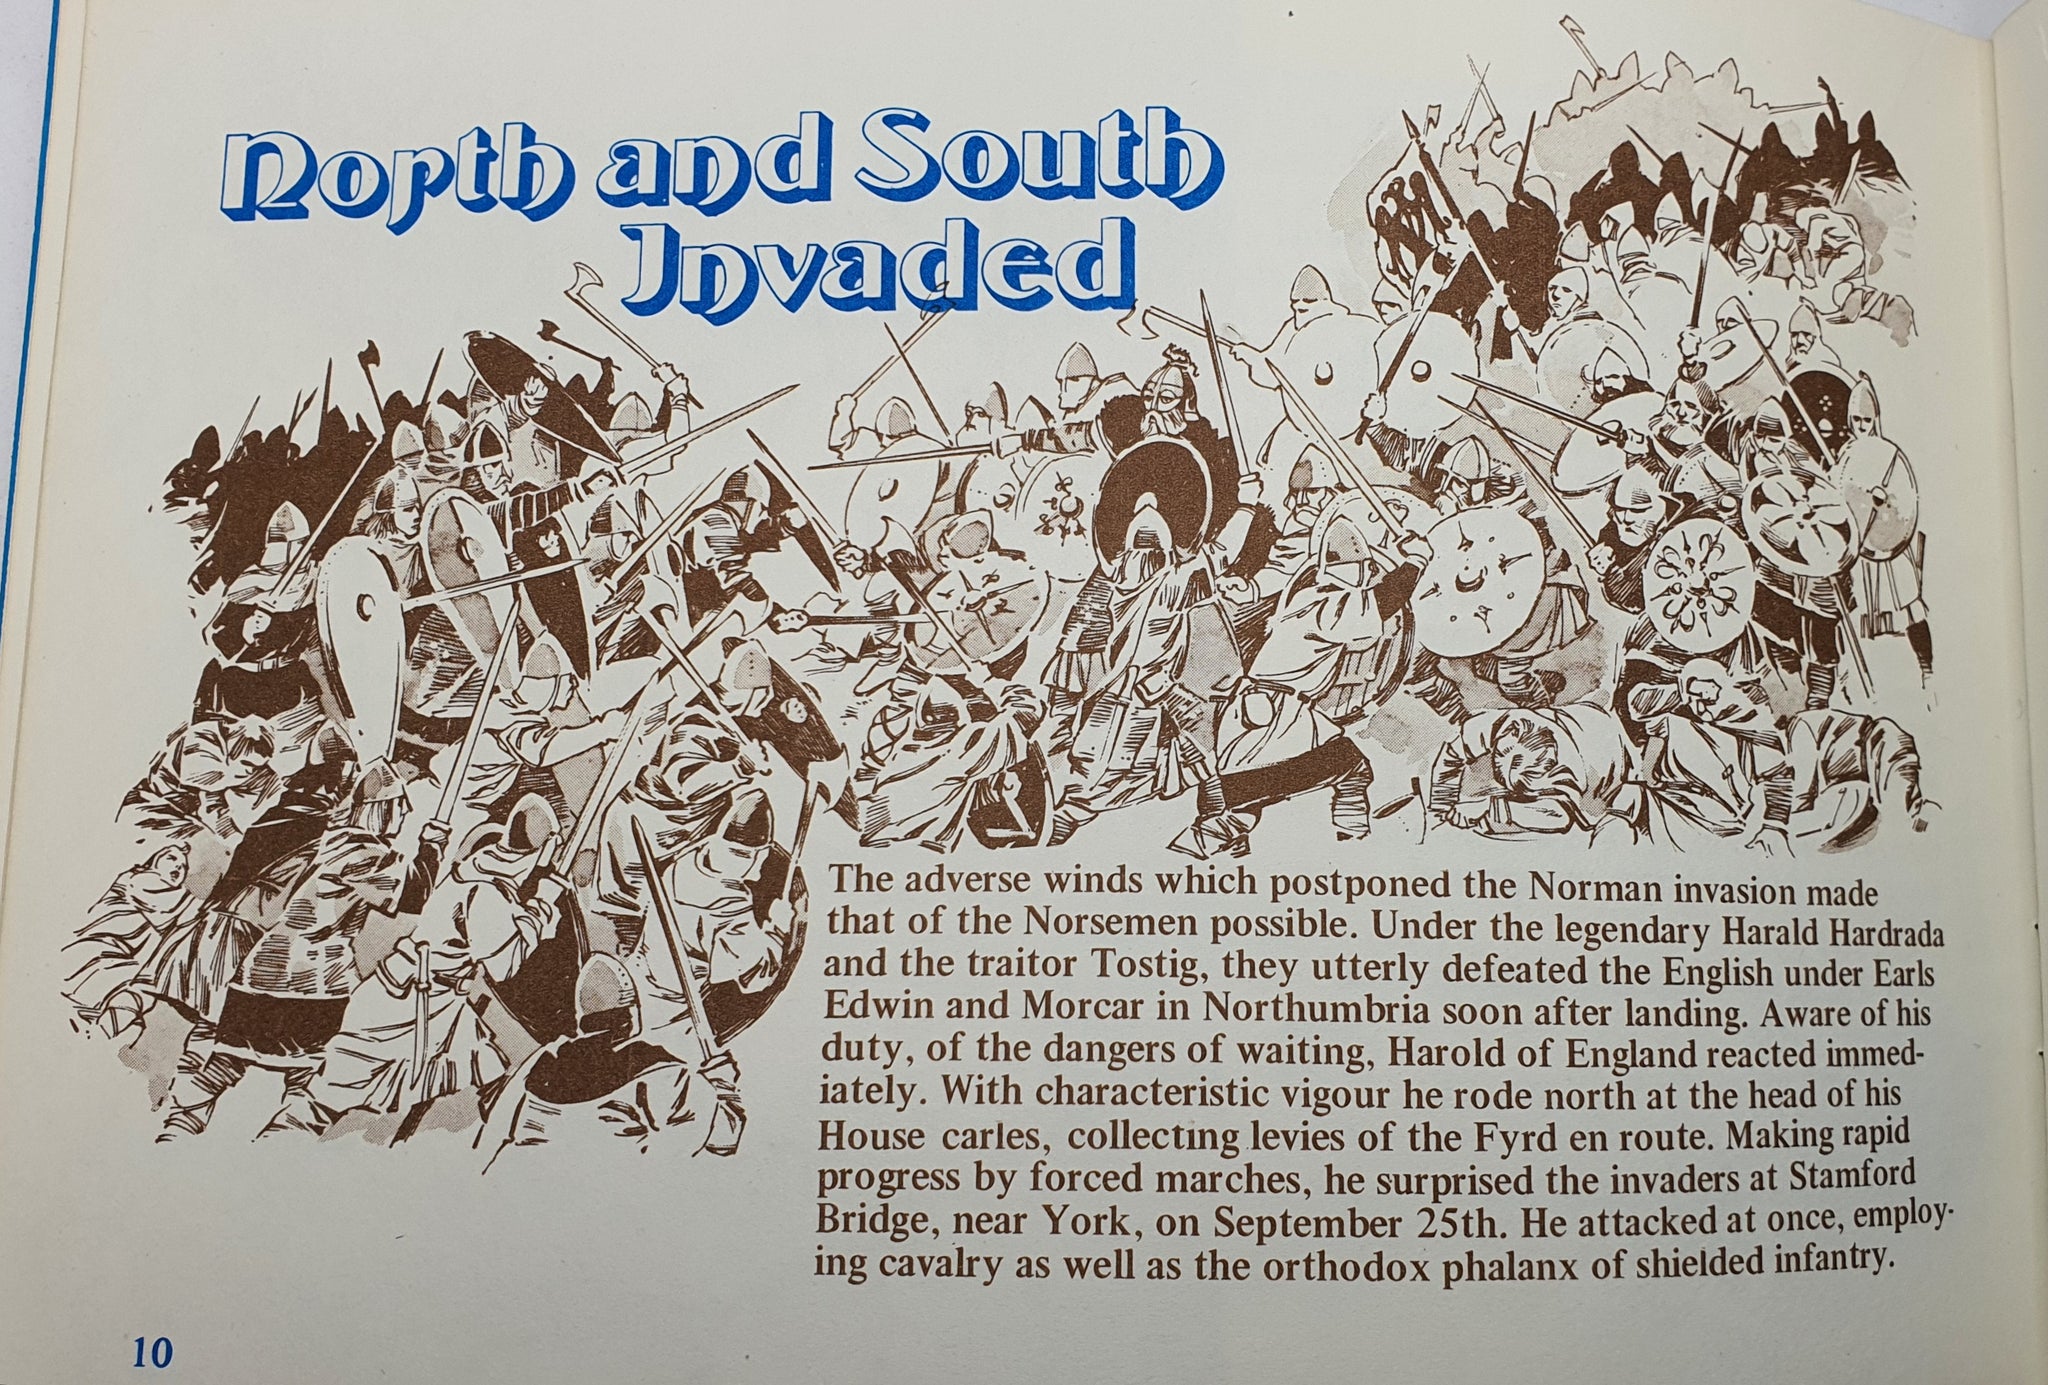 North and South
Invaded
The adverse winds which postponed the Norman invasion made
that of the Norsemen possible. Under the legendary Harald Hardrada
and the traitor Tostig, they utterly defeated the English under Earls
Edwin and Morcar in Northumbria soon after landing. Aware of his
duty, of the dangers of waiting, Harold of England reacted immed-
iately. With characteristic vigour he rode north at the head of his
House carles, collecting levies of the Fyrd en route. Making rapid
progress by forced marches, he surprised the invaders at Stamford
Bridge, near York, on September 25th. He attacked at once, employ-
ing cavalry as well as the orthodox phalanx of shielded infantry.
10